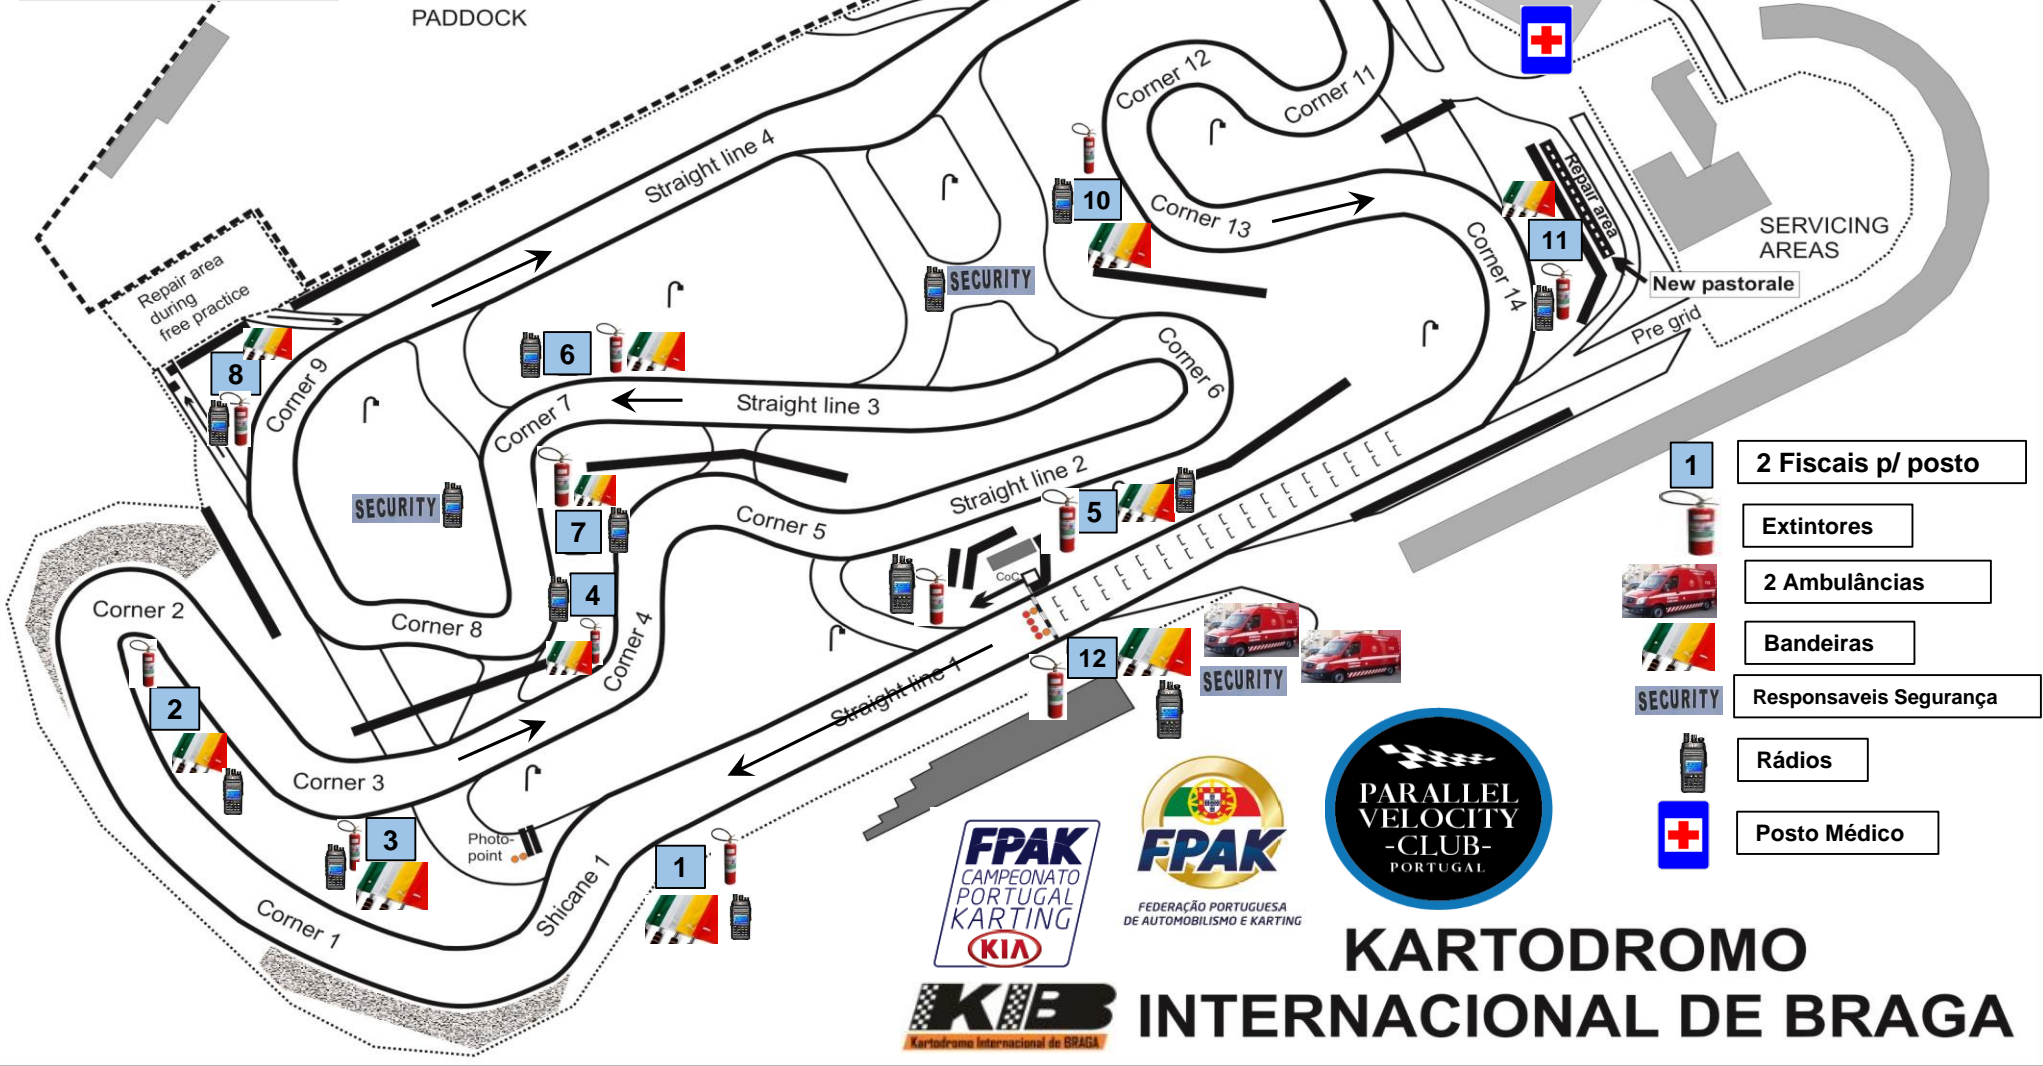 PADDOCK
Corner 12
Corner 11
Straight line 4
10
Corner 13
Repair area
11
SERVICING
AREAS
Corner 14
New pastorale
Pre grid
SECURITY
Repair area
during
free practice
8
6
Corner 9
Corner 7
Straight line 3
Corner 6
SECURITY
Straight line 2
5
Corner 5
7
4
CoC
Corner 2
Corner 8
Corner 4
12
SECURITY
Straight line 1
2
Corner 3
3
Photo-
point
1
Shicane 1
Corner 1
1
2 Fiscais p/ posto
Extintores
2 Ambulâncias
Bandeiras
SECURITY
Responsaveis Segurança
Rádios
Posto Médico
FPAK
CAMPEONATO
PORTUGAL
KARTING
KIA
FPAK
FEDERAÇÃO PORTUGUESA
DE AUTOMOBILISMO E KARTING
PARALLEL
VELOCITY
-CLUB-
PORTUGAL
KIB
Kartodromo Internacional de BRAGA
KARTODROMO
INTERNACIONAL DE BRAGA